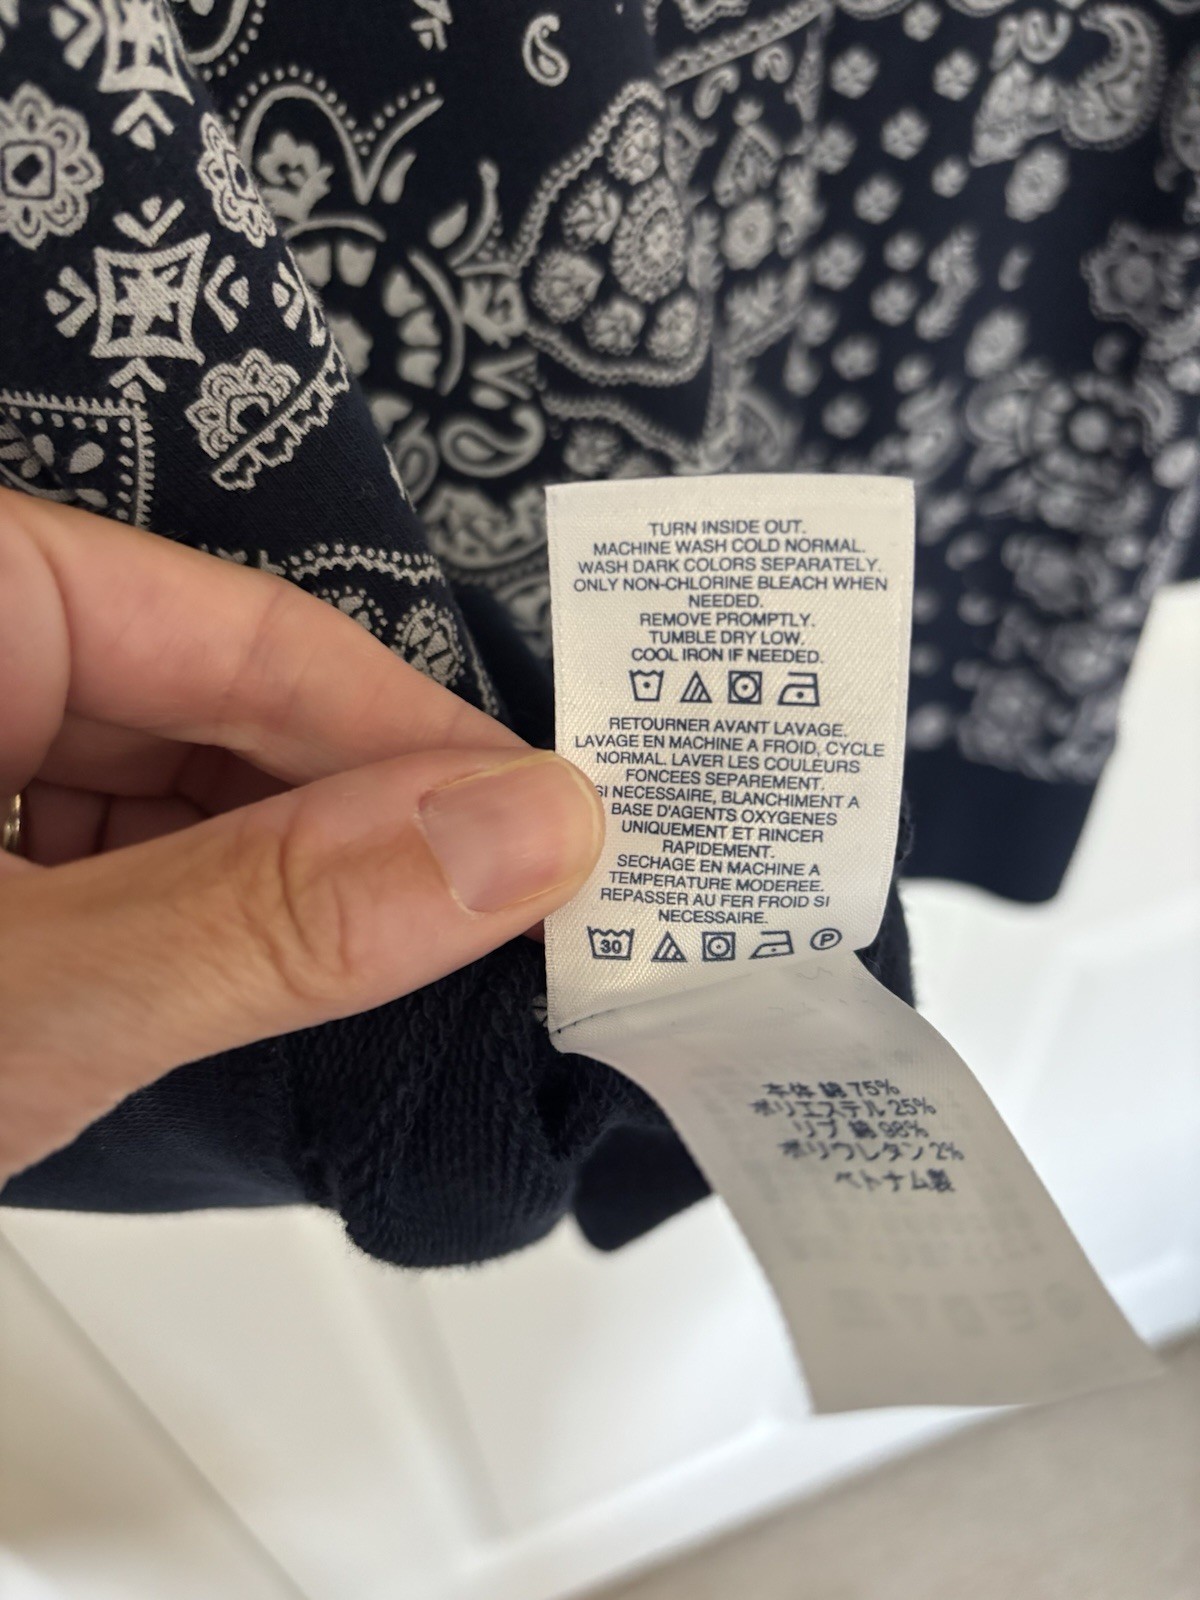 TURN INSIDE OUT.
MACHINE WASH COLD NORMAL.
WASH DARK COLORS SEPARATELY.
ONLY NON-CHLORINE BLEACH WHEN
NEEDED.
REMOVE PROMPTLY.
TUMBLE DRY LOW.
COOL IRON IF NEEDED.
RETOURNER AVANT LAVAGE.
LAVAGE EN MACHINE A FROID, CYCLE
NORMAL. LAVER LES COULEURS
FONCEES SEPAREMENT.
SI NECESSAIRE, BLANCHIMENT A
BASE D'AGENTS OXYGENES
UNIQUEMENT ET RINCER
RAPIDEMENT.
SECHAGE EN MACHINE A
TEMPERATURE MODEREE.
REPASSER AU FER FROID SI
NECESSAIRE.
30 P
本体 綿 75%
ポリエステル 25%
リブ 綿 98%
ポリウレタン 2%
ベトナム製